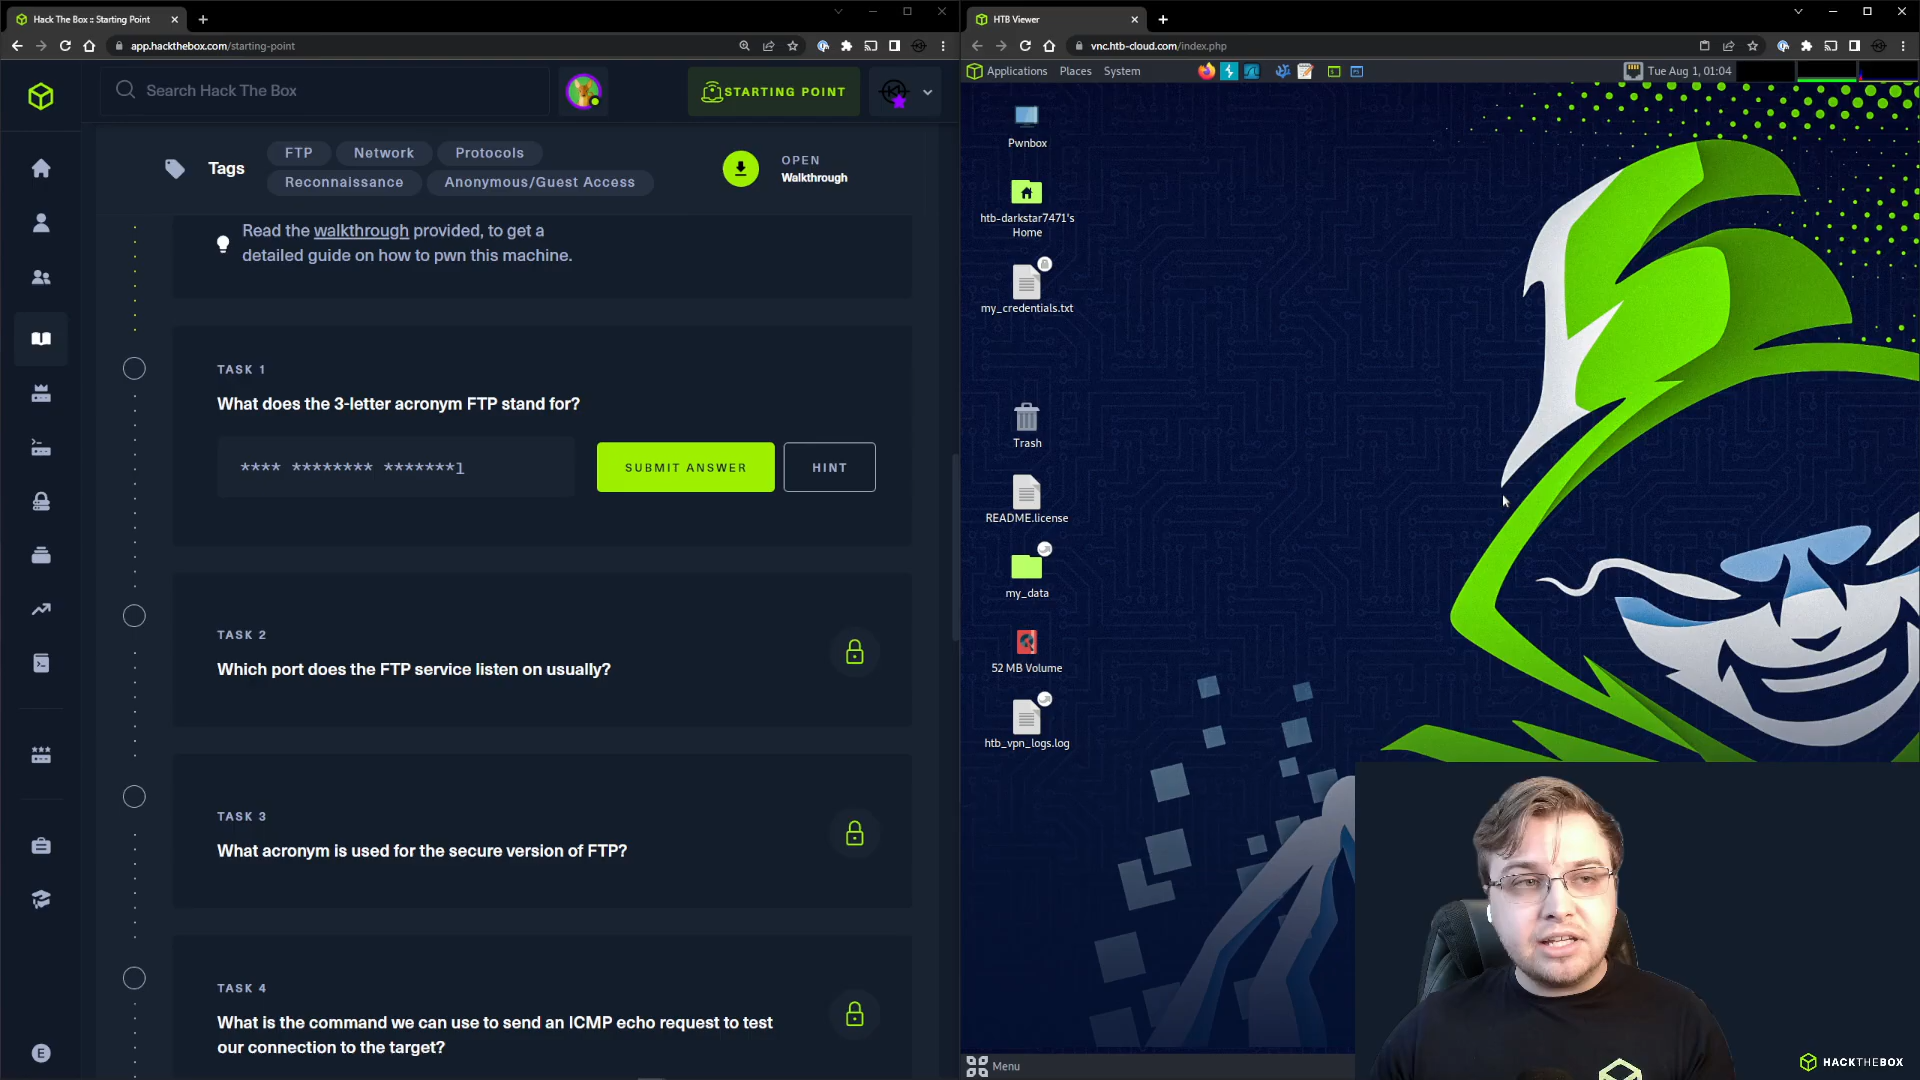 Hack The Box :: Starting Point
app.hackthebox.com/starting-point
Search Hack The Box
STARTING POINT
Tags
FTP
Network
Protocols
Reconnaissance
Anonymous/Guest Access
OPEN
Walkthrough
Read the walkthrough provided, to get a
detailed guide on how to pwn this machine.
TASK 1
What does the 3-letter acronym FTP stand for?
**** ******** *******l
SUBMIT ANSWER
HINT
TASK 2
Which port does the FTP service listen on usually?
TASK 3
What acronym is used for the secure version of FTP?
TASK 4
What is the command we can use to send an ICMP echo request to test
our connection to the target?
E
HTB Viewer
vnc.htb-cloud.com/index.php
Applications
Places
System
Tue Aug 1, 01:04
Pwnbox
htb-darkstar7471's
Home
my_credentials.txt
Trash
README.license
my_data
52 MB Volume
htb_vpn_logs.log
Menu
HACKTHEBOX